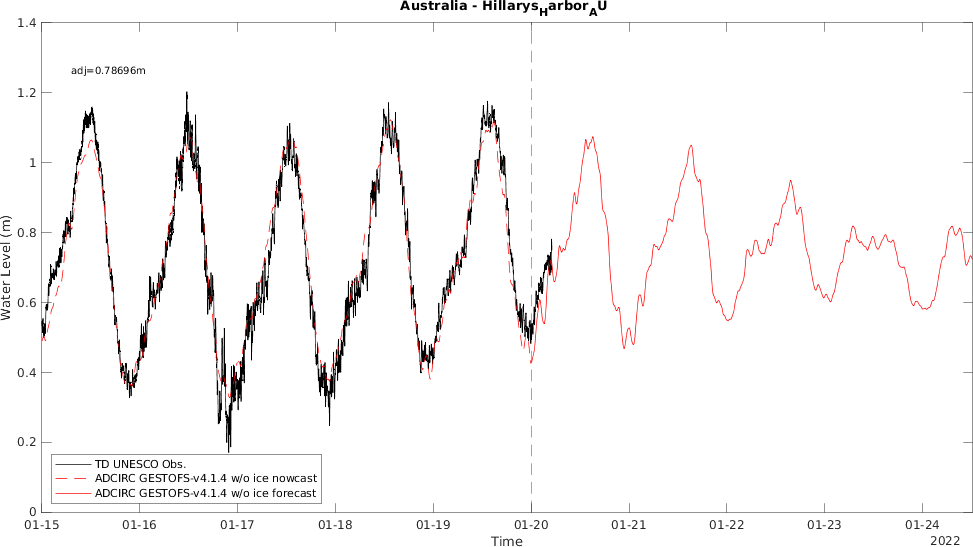 Australia - Hillarys_Harbor_AU
adj=0.78696m
1.4
1.2
1
0.8
0.6
0.4
0.2
0
Water Level (m)
TD UNESCO Obs.
ADCIRC GESTOFS-v4.1.4 w/o ice nowcast
ADCIRC GESTOFS-v4.1.4 w/o ice forecast
01-15 01-16 01-17 01-18 01-19 01-20 01-21 01-22 01-23 01-24
Time
2022